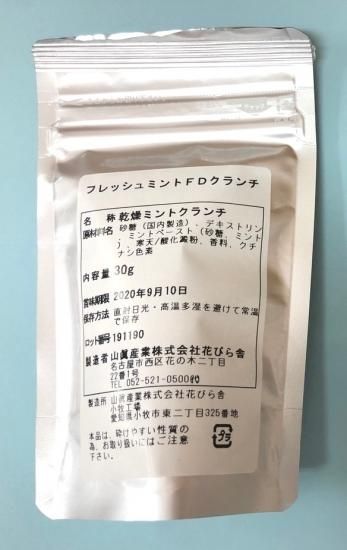 フレッシュミントFDクランチ
名 称 乾燥ミントクランチ
原材料名 砂糖(国内製造)、デキストリン
、ミントペースト(砂糖、ミント
)、寒天/酸化澱粉、香料、クチ
ナシ色素
内容量 30g
賞味期限 2020年9月10日
保存方法 直射日光・高温多湿を避けて常温
で保存
ロット番号 191190
製造者 山眞産業株式会社花びら舎
名古屋市西区花の木二丁目
22番1号
TEL 052-521-0500㈹
製造所 山眞産業株式会社花びら舎
小牧工場
愛知県小牧市東二丁目325番地
本品は、砕けやすい性質の
為、お取り扱いにはご注意
下さい。
プラ